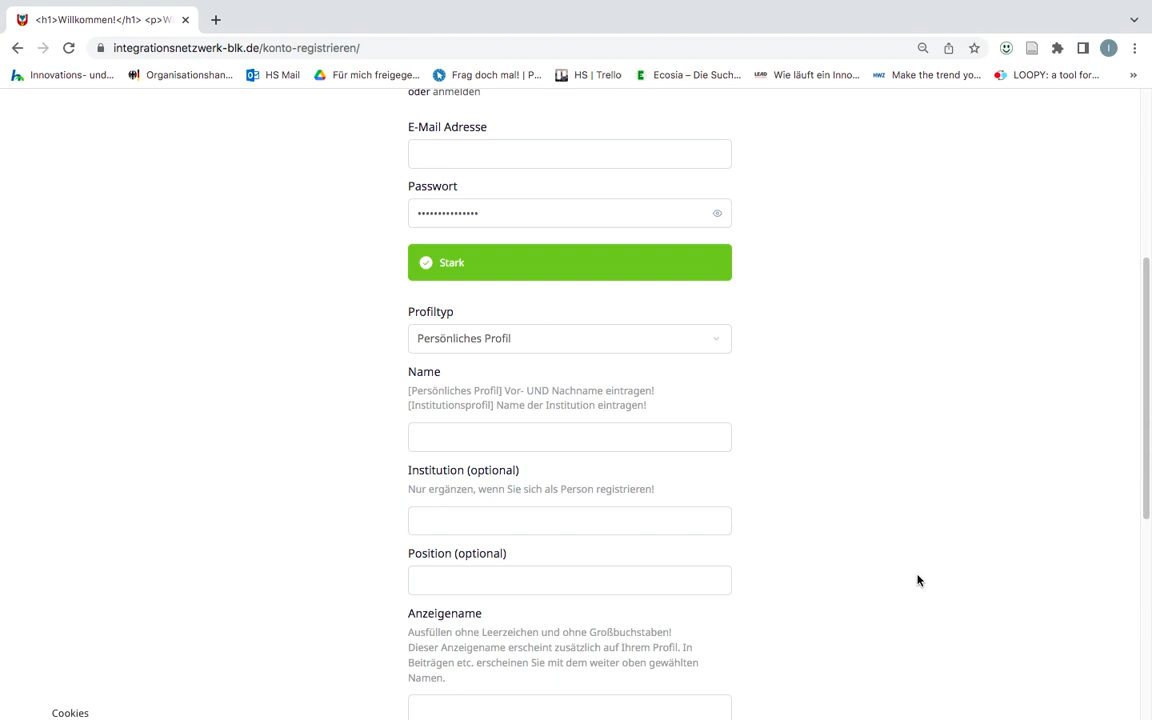 <h1>Willkommen!</h1> <p>W
integrationsnetzwerk-blk.de/konto-registrieren/
I
Innovations- und... Organisationshan... HS Mail Für mich freigege... Frag doch mal! | P... HS | Trello Ecosia – Die Such... LEAD Wie läuft ein Inno... HWZ Make the trend yo... LOOPY: a tool for... »
oder anmelden
E-Mail Adresse
Passwort
•••••••••••••••
Stark
Profiltyp
Persönliches Profil
Name
[Persönliches Profil] Vor- UND Nachname eintragen!
[Institutionsprofil] Name der Institution eintragen!
Institution (optional)
Nur ergänzen, wenn Sie sich als Person registrieren!
Position (optional)
Anzeigename
Ausfüllen ohne Leerzeichen und ohne Großbuchstaben!
Dieser Anzeigename erscheint zusätzlich auf Ihrem Profil. In
Beiträgen etc. erscheinen Sie mit dem weiter oben gewählten
Namen.
Cookies